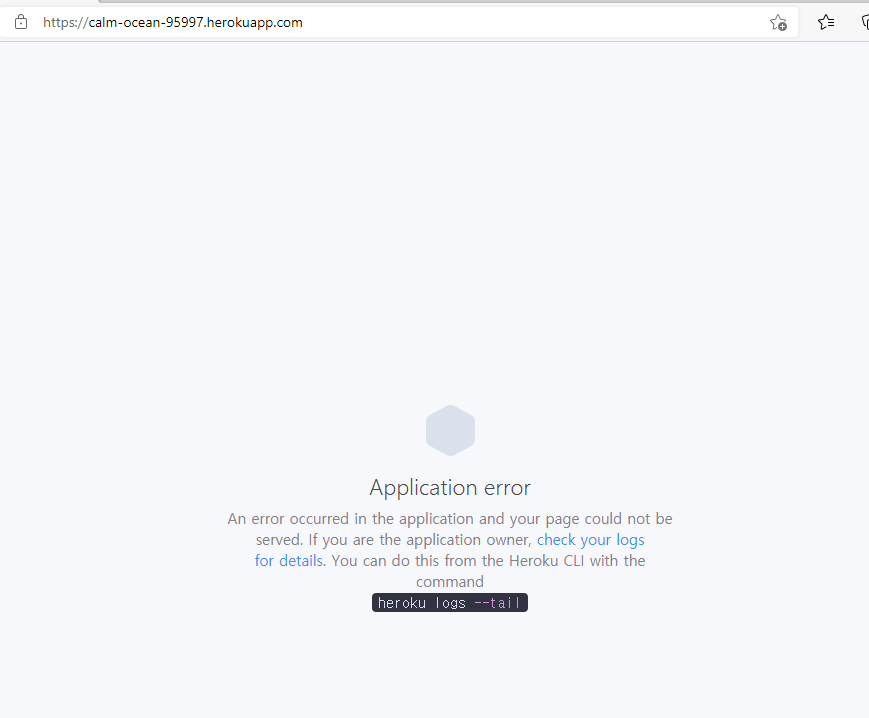 https://calm-ocean-95997.herokuapp.com
Application error
An error occurred in the application and your page could not be
served. If you are the application owner, check your logs
for details. You can do this from the Heroku CLI with the
command
heroku logs --tail